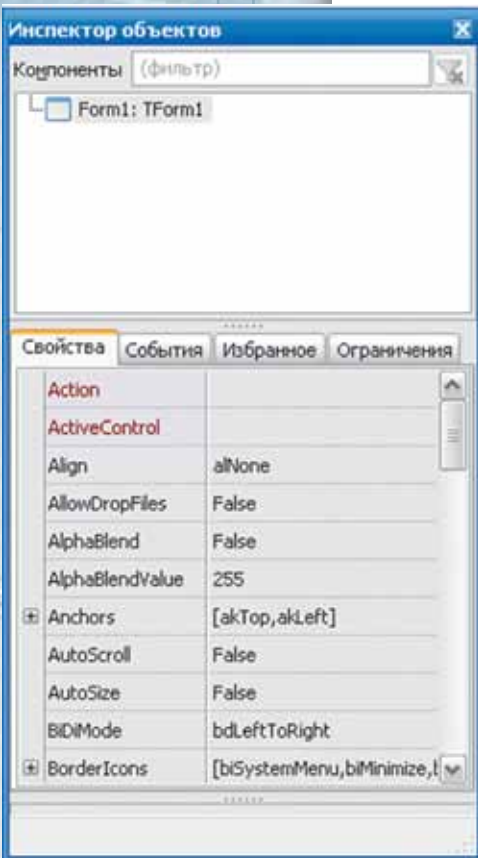 Инспектор объектов
Компоненты (фильтр)
Form1: TForm1
Свойства События Избранное Ограничения
Action
ActiveControl
Align alNone
AllowDropFiles False
AlphaBlend False
AlphaBlendValue 255
Anchors [akTop,akLeft]
AutoScroll False
AutoSize False
BiDiMode bdLeftToRight
BorderIcons [biSystemMenu,biMinimize,b